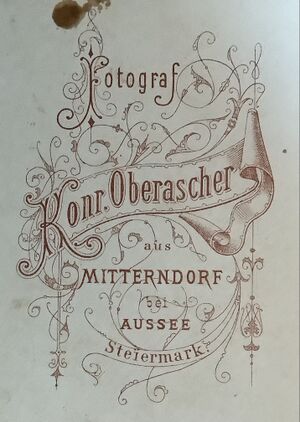 Fotograf
Konr. Oberascher
aus
MITTERNDORF
bei
AUSSEE
Steiermark.